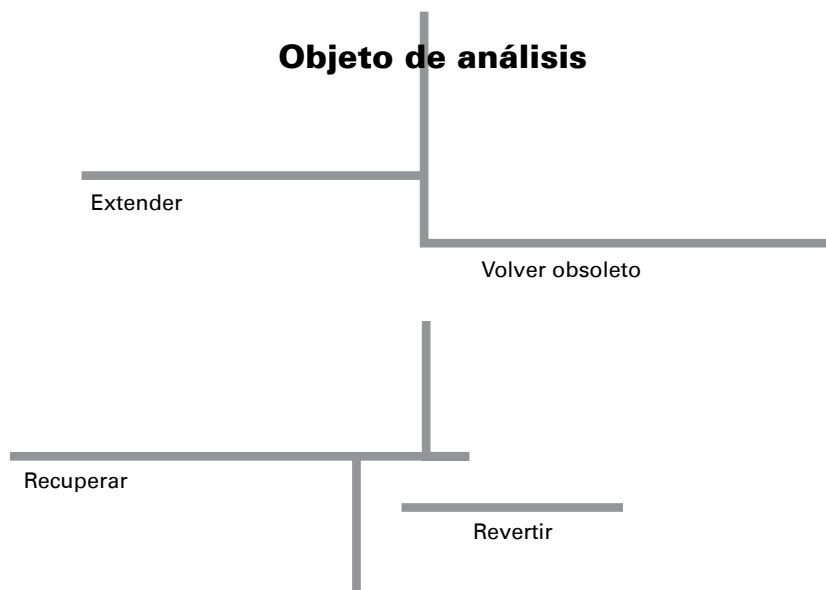 Objeto de análisis
Extender
Volver obsoleto
Recuperar
Revertir